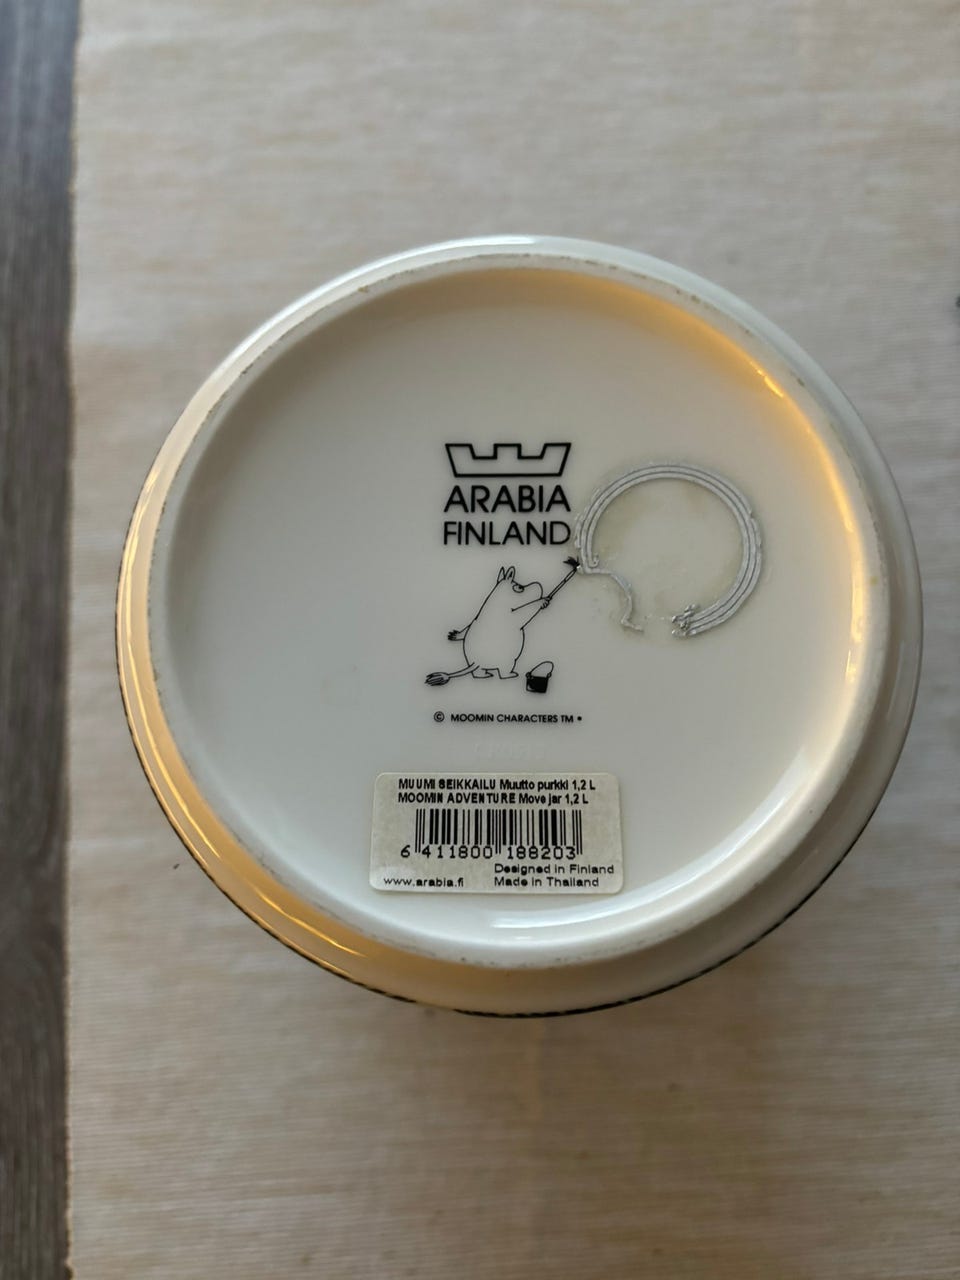 ARABIA
FINLAND
© MOOMIN CHARACTERS TM
MUUMI SEIKKAILU Muutto purkki 1,2 L
MOOMIN ADVENTURE Move jar 1,2 L
6 411800 188203
Designed in Finland
www.arabia.fi Made in Thailand